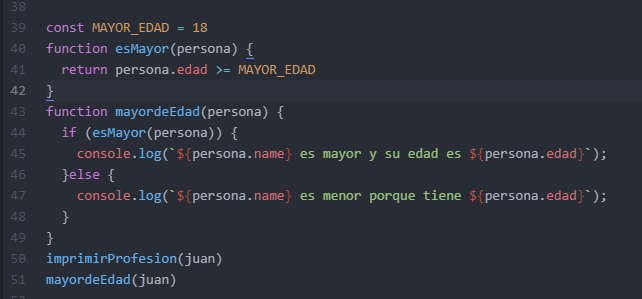 38
39 const MAYOR_EDAD = 18
40 function esMayor(persona) {
41   return persona.edad >= MAYOR_EDAD
42 }
43 function mayordeEdad(persona) {
44   if (esMayor(persona)) {
45     console.log(`${persona.name} es mayor y su edad es ${persona.edad}`);
46   }else {
47     console.log(`${persona.name} es menor porque tiene ${persona.edad}`);
48   }
49 }
50 imprimirProfesion(juan)
51 mayordeEdad(juan)